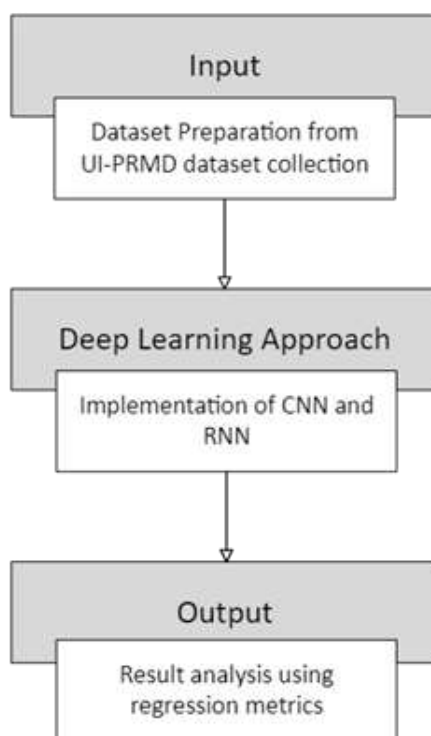 Input
Dataset Preparation from
UI-PRMD dataset collection
Deep Learning Approach
Implementation of CNN and
RNN
Output
Result analysis using
regression metrics